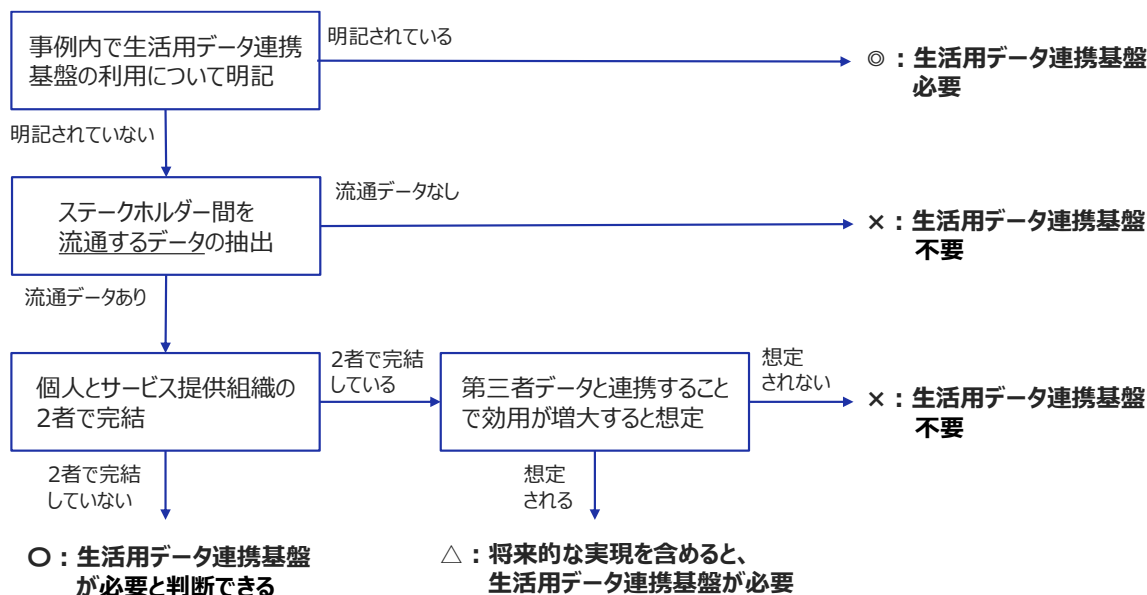 事例内で生活用データ連携
基盤の利用について明記
明記されている
◎：生活用データ連携基盤
必要
明記されていない
ステークホルダー間を
流通するデータの抽出
流通データなし
×：生活用データ連携基盤
不要
流通データあり
個人とサービス提供組織の
2者で完結
2者で完結
している
第三者データと連携すること
で効用が増大すると想定
想定
されない
×：生活用データ連携基盤
不要
2者で完結
していない
想定
される
〇：生活用データ連携基盤
が必要と判断できる
△：将来的な実現を含めると、
生活用データ連携基盤が必要